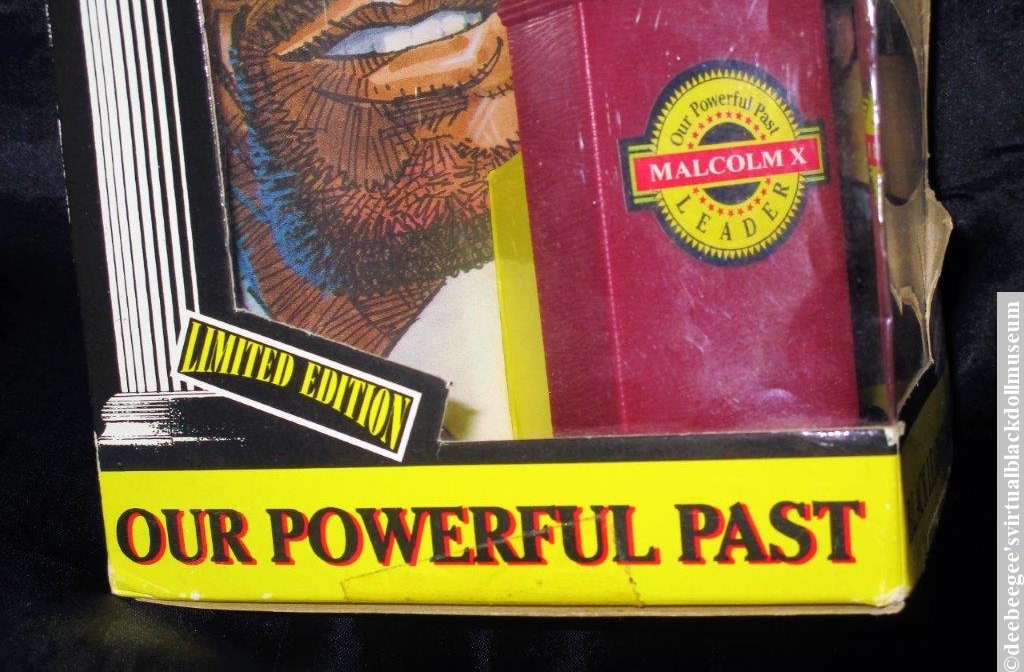 Our Powerful Past
MALCOLM X
LEADER
LIMITED EDITION
OUR POWERFUL PAST
©deebeegee'svirtualblackdollmuseum